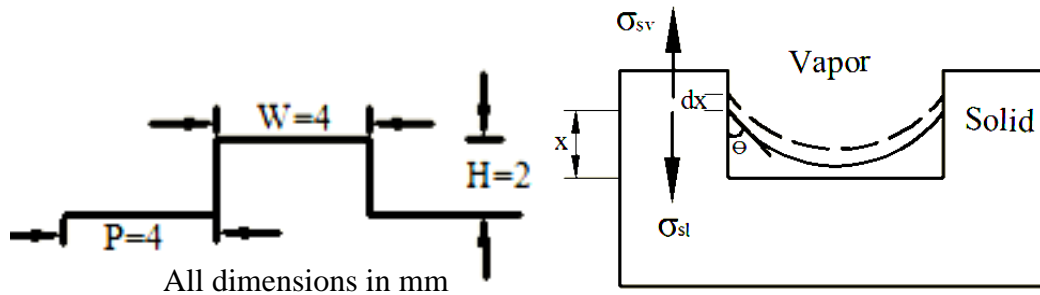 W=4
H=2
P=4
All dimensions in mm
σsv
Vapor
dx
Solid
x
Θ
σsl